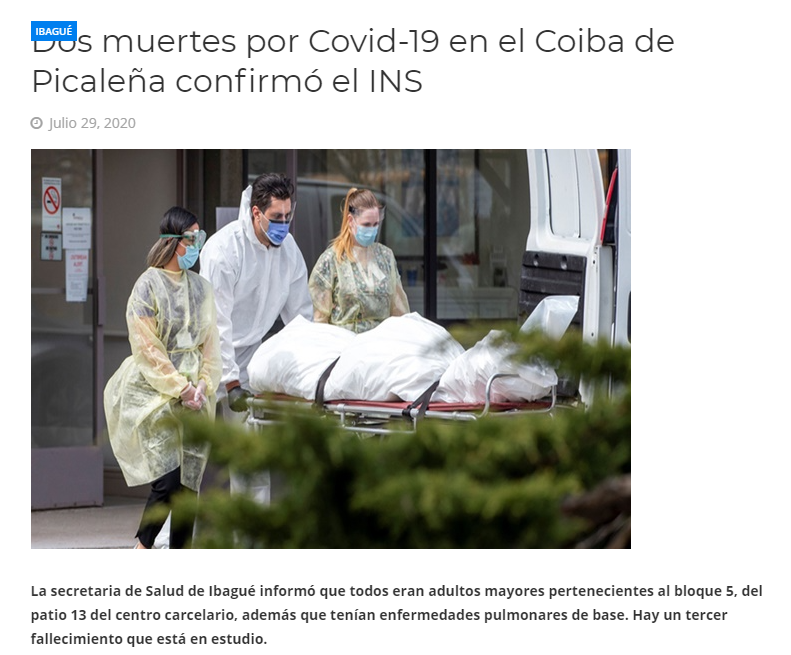 IBAGUÉ
Dos muertes por Covid-19 en el Coiba de
Picaleña confirmó el INS
Julio 29, 2020
La secretaria de Salud de Ibagué informó que todos eran adultos mayores pertenecientes al bloque 5, del
patio 13 del centro carcelario, además que tenían enfermedades pulmonares de base. Hay un tercer
fallecimiento que está en estudio.